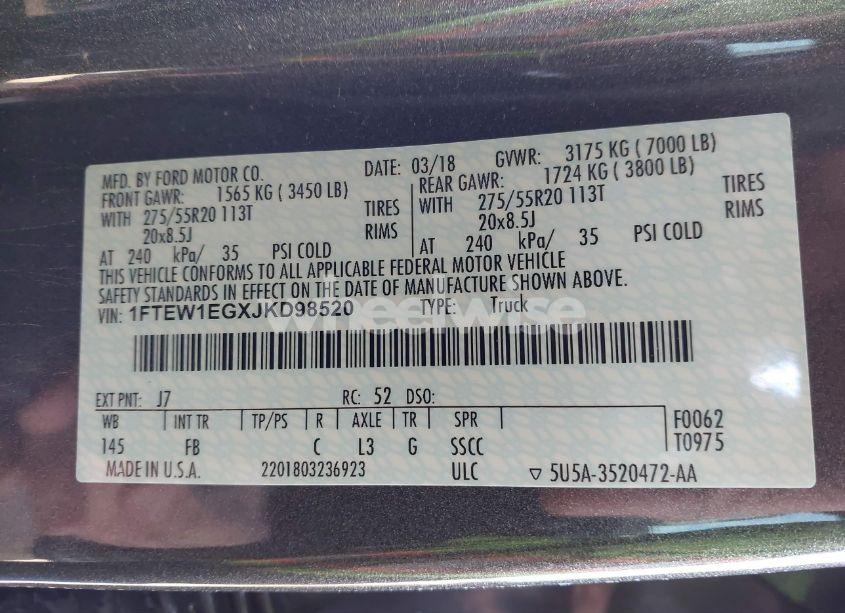 MFD. BY FORD MOTOR CO. DATE: 03/18 GVWR: 3175 KG ( 7000 LB)
FRONT GAWR: 1565 KG ( 3450 LB) REAR GAWR: 1724 KG ( 3800 LB)
WITH 275/55R20 113T TIRES WITH 275/55R20 113T TIRES
20x8.5J RIMS 20x8.5J RIMS
AT 240 kPa/ 35 PSI COLD AT 240 kPa/ 35 PSI COLD
THIS VEHICLE CONFORMS TO ALL APPLICABLE FEDERAL MOTOR VEHICLE
SAFETY STANDARDS IN EFFECT ON THE DATE OF MANUFACTURE SHOWN ABOVE.
VIN: 1FTEW1EGXJKD98520 TYPE: Truck
wheelwise
EXT PNT: J7 RC: 52 DSO:
WB INT TR TP/PS R AXLE TR SPR F0062
145 FB C L3 G SSCC T0975
MADE IN U.S.A. 2201803236923 ULC ▽ 5U5A-3520472-AA